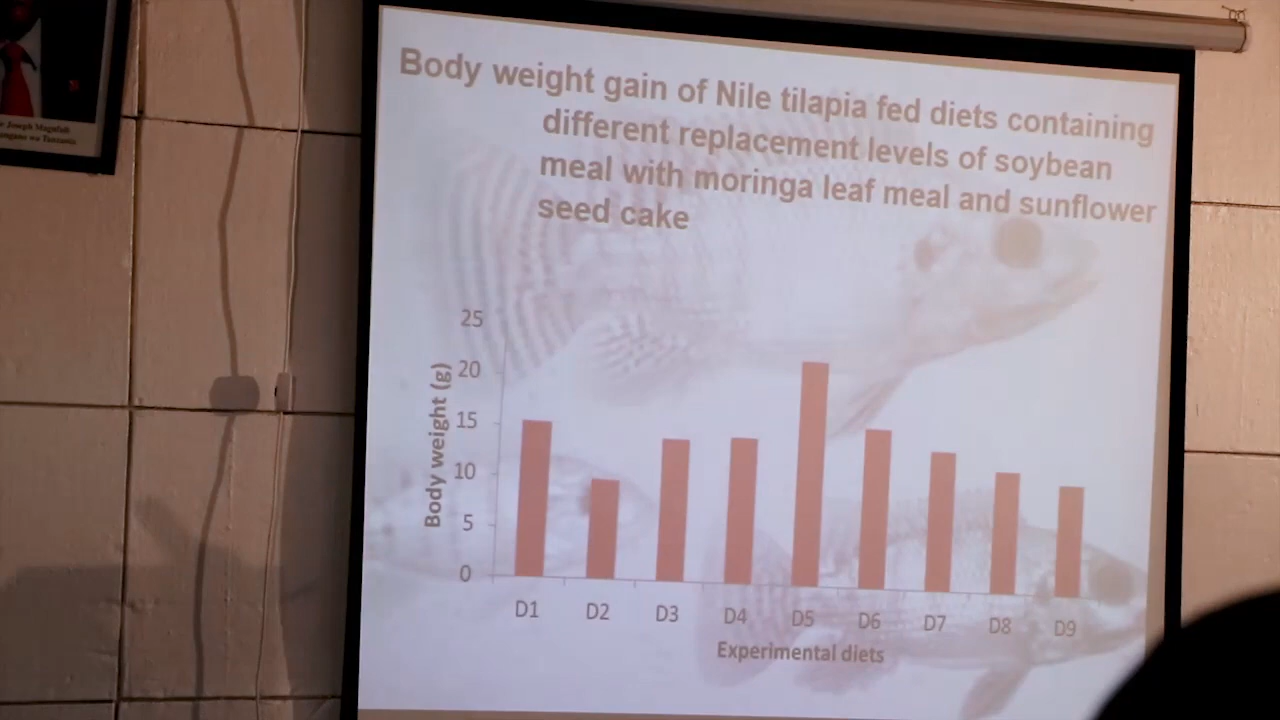 Joseph Magufuli
Body weight gain of Nile tilapia fed diets containing
different replacement levels of soybean
meal with moringa leaf meal and sunflower
seed cake
25
20
15
10
5
0
Body weight (g)
D1 D2 D3 D4 D5 D6 D7 D8 D9
Experimental diets